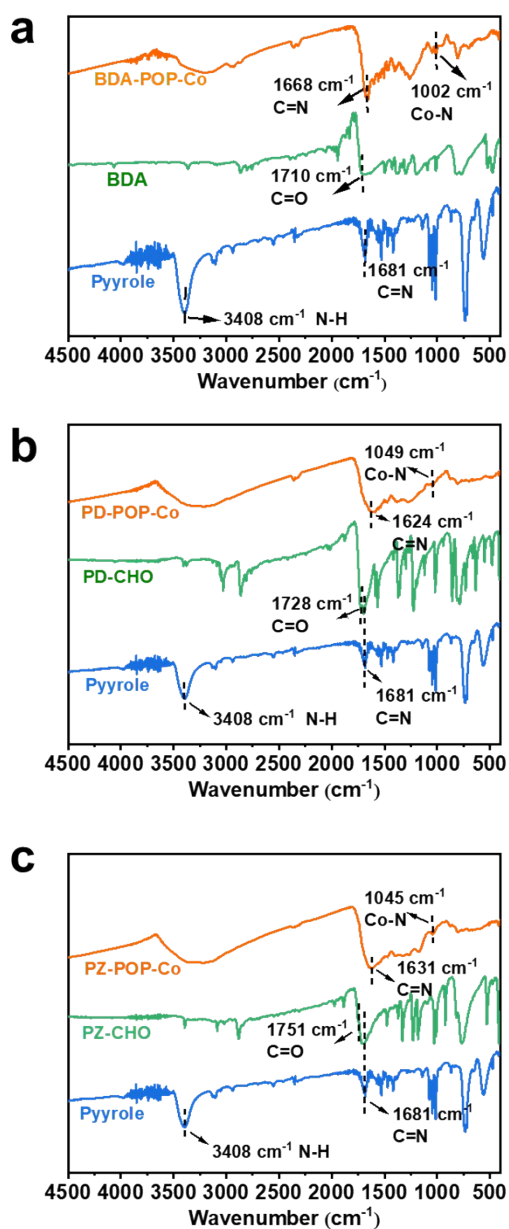 a
BDA-POP-Co
1668 cm⁻¹
C=N
1002 cm⁻¹
Co-N
BDA
1710 cm⁻¹
C=O
Pyyrole
1681 cm⁻¹
C=N
3408 cm⁻¹ N-H
4500 4000 3500 3000 2500 2000 1500 1000 500
Wavenumber (cm⁻¹)
b
1049 cm⁻¹
Co-N
PD-POP-Co
1624 cm⁻¹
C=N
PD-CHO
1728 cm⁻¹
C=O
Pyyrole
1681 cm⁻¹
C=N
3408 cm⁻¹ N-H
4500 4000 3500 3000 2500 2000 1500 1000 500
Wavenumber (cm⁻¹)
c
1045 cm⁻¹
Co-N
PZ-POP-Co
1631 cm⁻¹
C=N
PZ-CHO
1751 cm⁻¹
C=O
Pyyrole
1681 cm⁻¹
C=N
3408 cm⁻¹ N-H
4500 4000 3500 3000 2500 2000 1500 1000 500
Wavenumber (cm⁻¹)